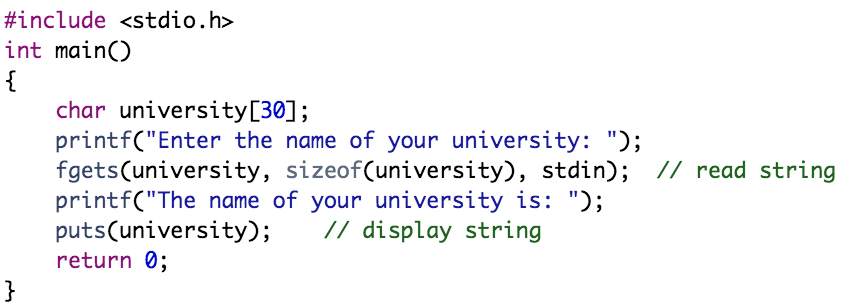 #include <stdio.h>
int main()
{
    char university[30];
    printf("Enter the name of your university: ");
    fgets(university, sizeof(university), stdin);  // read string
    printf("The name of your university is: ");
    puts(university);    // display string
    return 0;
}